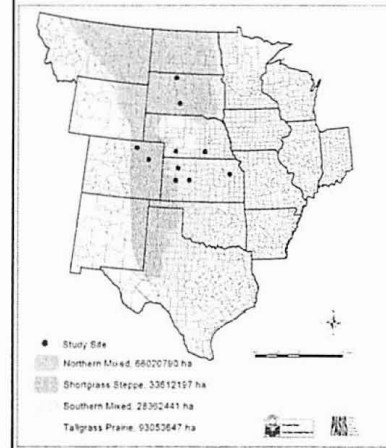 Study Site
Northern Mixed, 66020790 ha
Shortgrass Steppe, 33612197 ha
Southern Mixed, 28362441 ha
Tallgrass Prairie, 93053647 ha